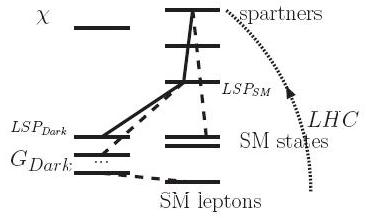 χ
spartners
LSP_SM
LHC
LSP_Dark
SM states
G_Dark
...
SM leptons